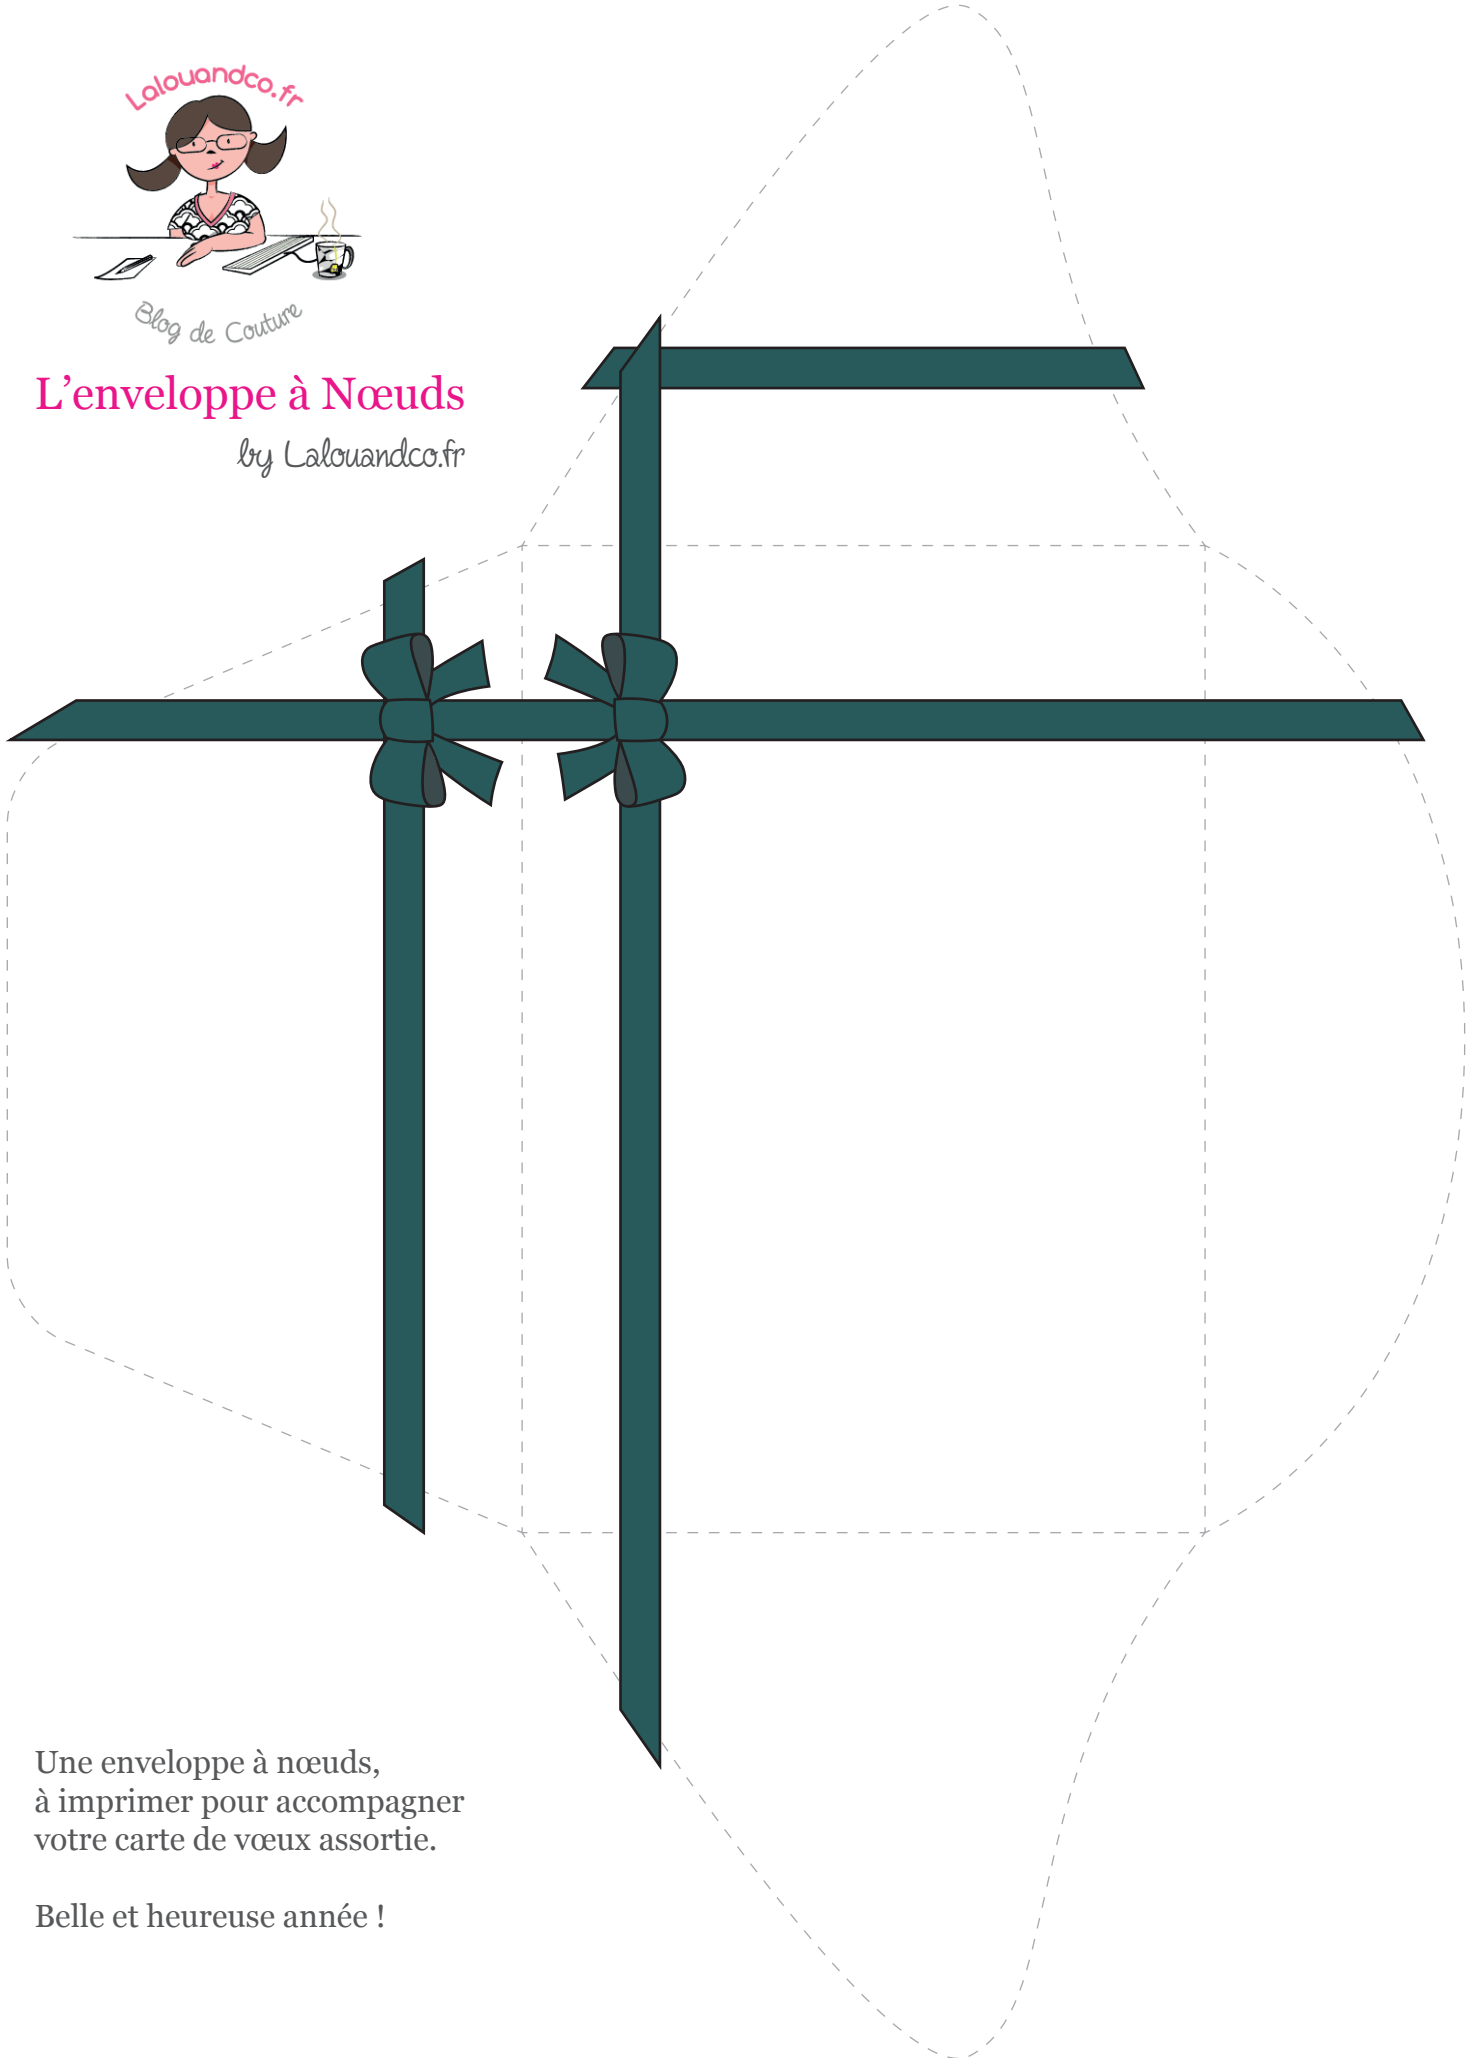 Lalouandco.fr
Blog de Couture
L’enveloppe à Nœuds
by Lalouandco.fr
Une enveloppe à nœuds,
à imprimer pour accompagner
votre carte de vœux assortie.
Belle et heureuse année !